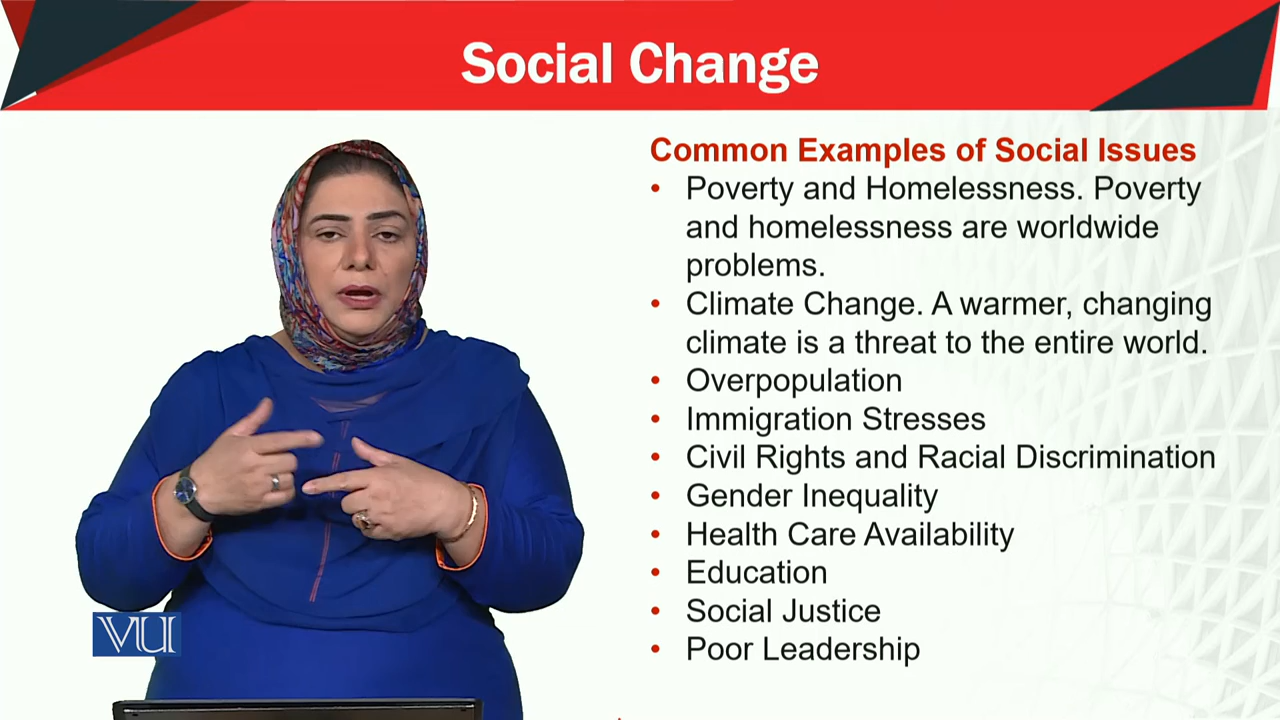 Social Change
Common Examples of Social Issues
• Poverty and Homelessness. Poverty
and homelessness are worldwide
problems.
• Climate Change. A warmer, changing
climate is a threat to the entire world.
• Overpopulation
• Immigration Stresses
• Civil Rights and Racial Discrimination
• Gender Inequality
• Health Care Availability
• Education
• Social Justice
• Poor Leadership
VU